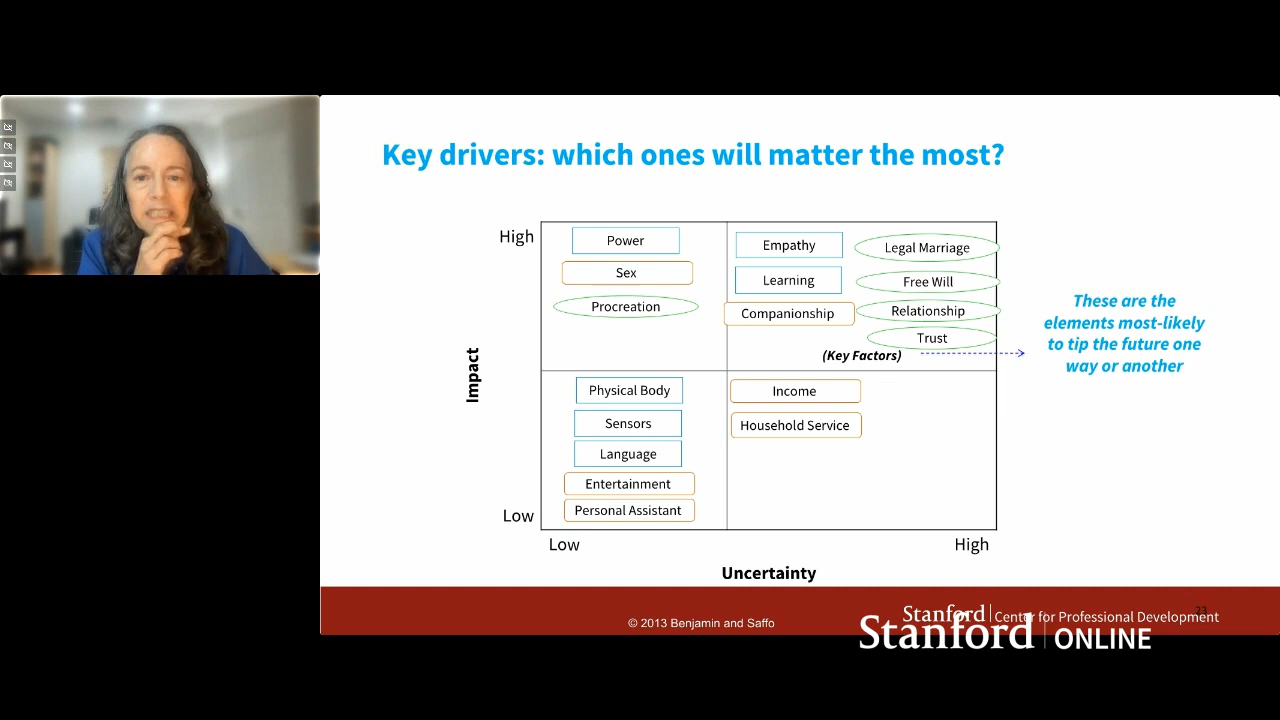 Key drivers: which ones will matter the most?
High
Power
Sex
Procreation
Empathy
Learning
Companionship
Legal Marriage
Free Will
Relationship
Trust
(Key Factors)
These are the
elements most-likely
to tip the future one
way or another
Impact
Physical Body
Sensors
Language
Entertainment
Personal Assistant
Income
Household Service
Low
Low
High
Uncertainty
23
Stanford Center for Professional Development
© 2013 Benjamin and Saffo
Stanford ONLINE